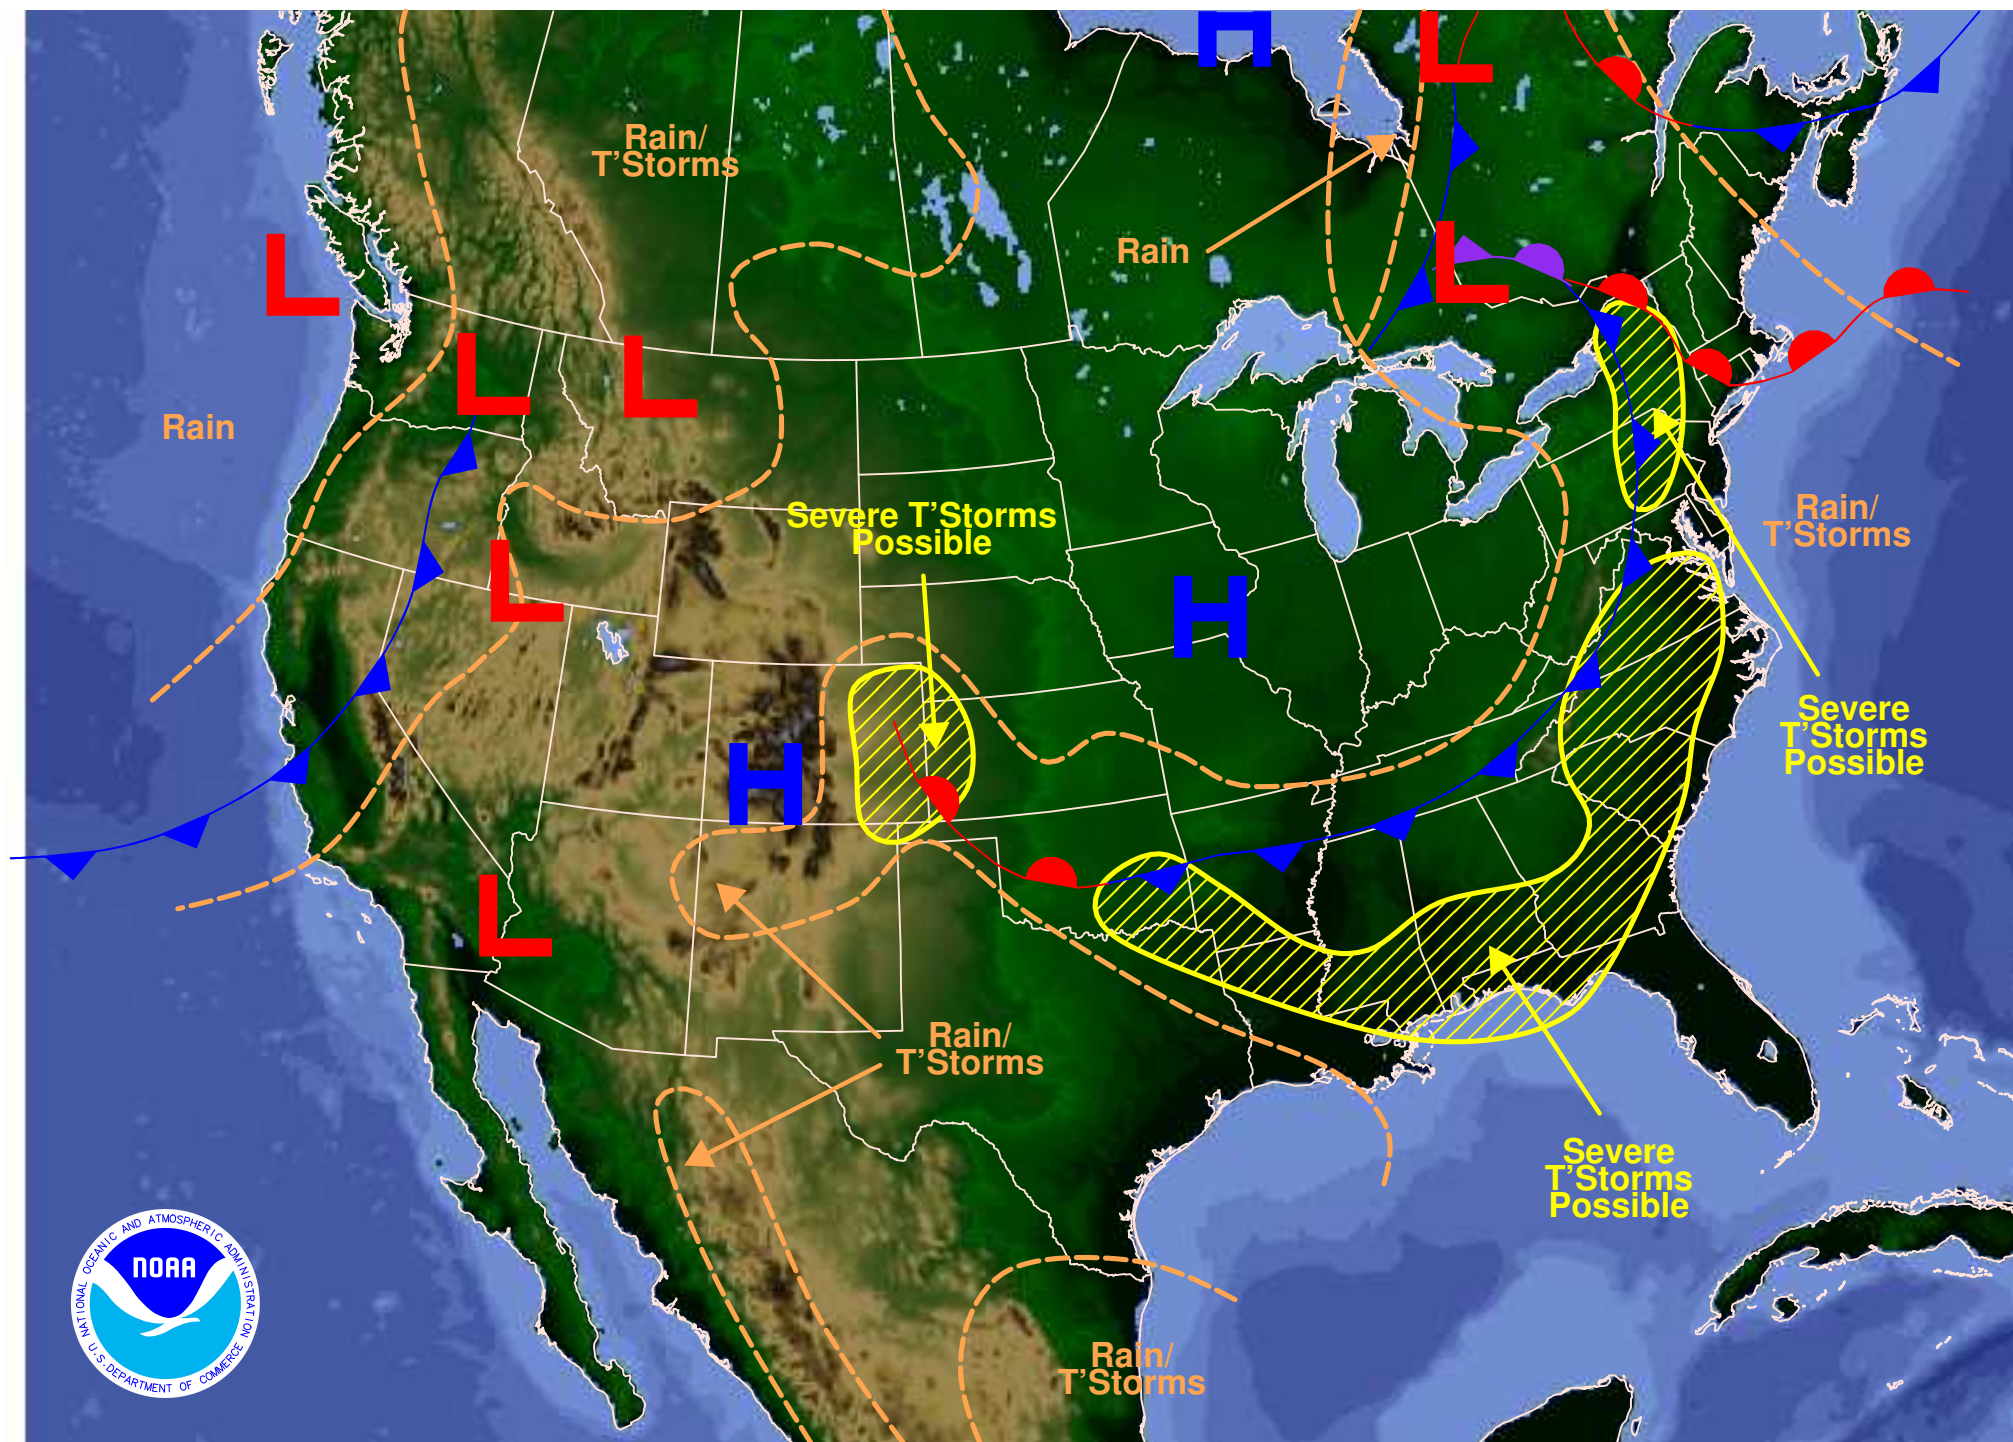 H
L
Rain/
T'Storms
Rain
L
L
L
L
Rain
Severe T'Storms
Possible
Rain/
T'Storms
L
H
Severe
T'Storms
Possible
H
L
Rain/
T'Storms
Severe
T'Storms
Possible
NATIONAL OCEANIC AND ATMOSPHERIC ADMINISTRATION
NOAA
U.S. DEPARTMENT OF COMMERCE
Rain/
T'Storms